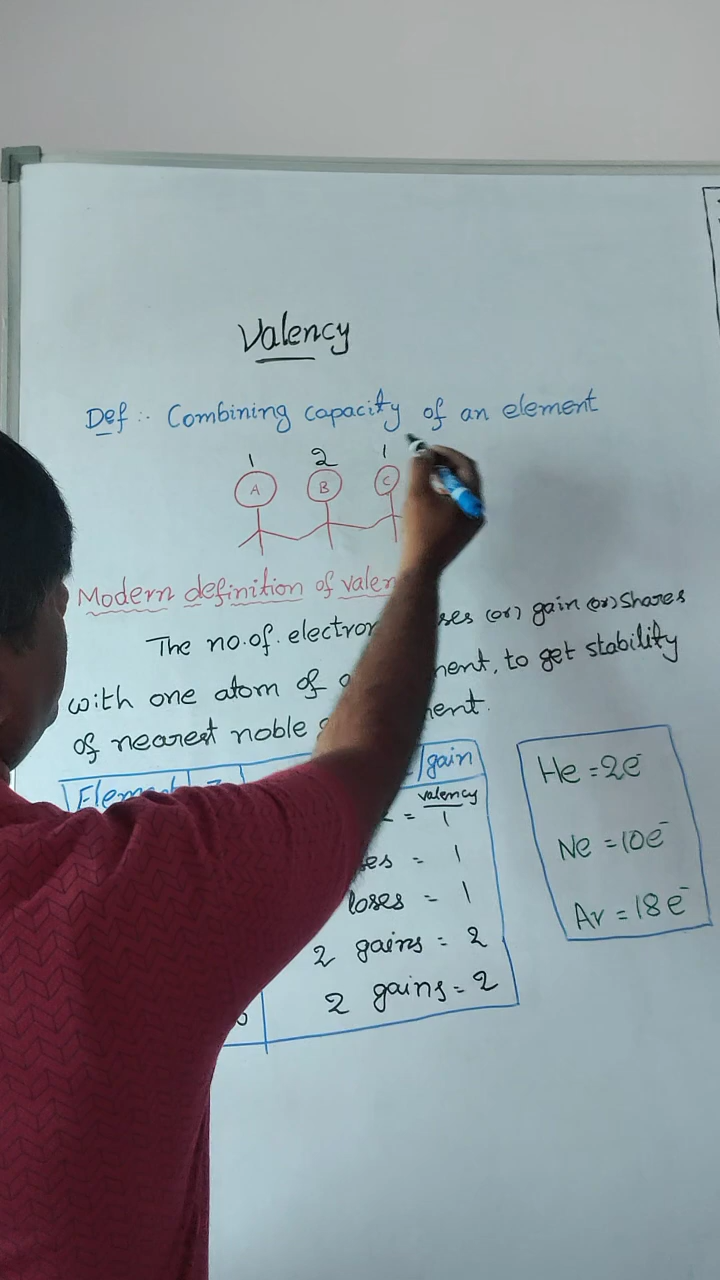 Valency
Def :- Combining capacity of an element
1 2 1
A B C
Modern definition of valen
The no. of electron ses (or) gain (or) shares
with one atom of nent, to get stability
of nearest noble nent.
Element /gain
valency
= 1
es = 1
loses = 1
2 gains = 2
2 gains = 2
He = 2e⁻
Ne = 10e⁻
Ar = 18e⁻